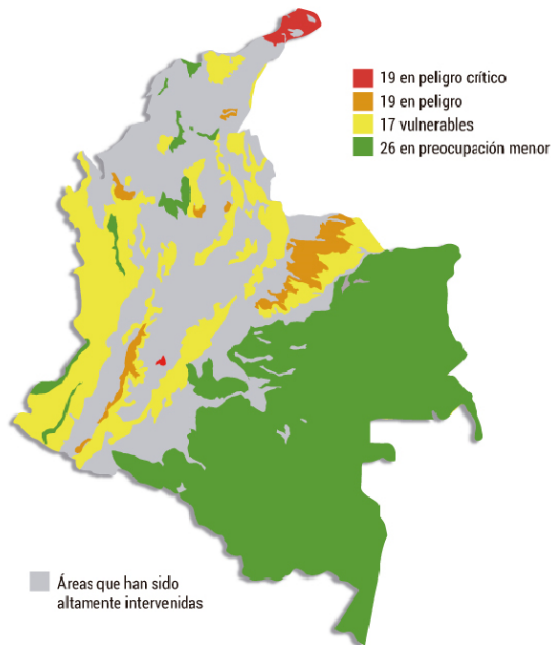 19 en peligro crítico
19 en peligro
17 vulnerables
26 en preocupación menor
Áreas que han sido
altamente intervenidas